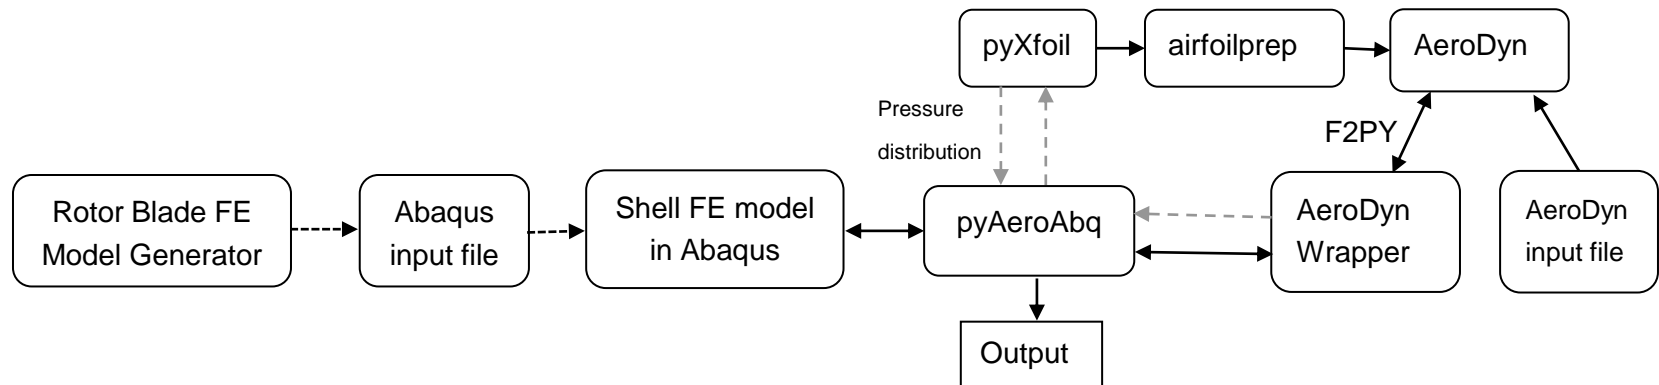 pyXfoil
airfoilprep
AeroDyn
Pressure
distribution
F2PY
Rotor Blade FE
Model Generator
Abaqus
input file
Shell FE model
in Abaqus
pyAeroAbq
AeroDyn
Wrapper
AeroDyn
input file
Output